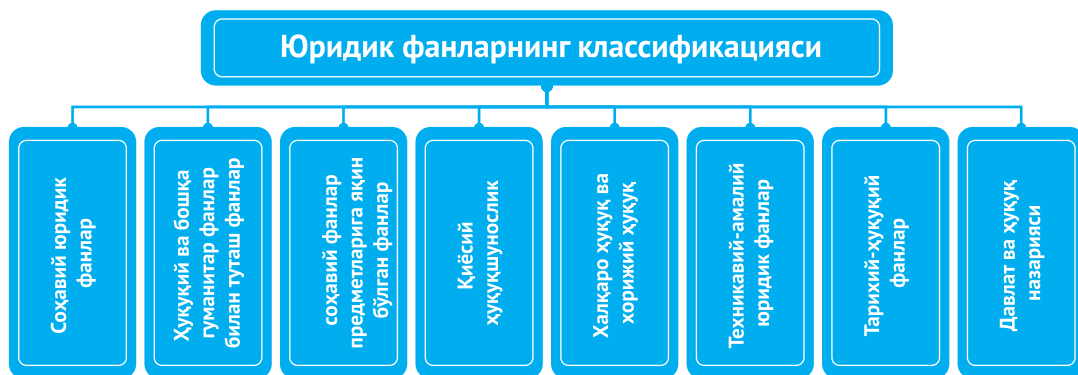 Юридик фанларнинг классификацияси
Соҳавий юридик
фанлар
Ҳуқуқий ва бошқа
гуманитар фанлар
билан туташ фанлар
соҳавий фанлар
предметларига яқин
бўлган фанлар
Қиёсий
ҳуқуқшунослик
Халқаро ҳуқуқ ва
хорижий ҳуқуқ
Техникавий-амалий
юридик фанлар
Тарихий-ҳуқуқий
фанлар
Давлат ва ҳуқуқ
назарияси